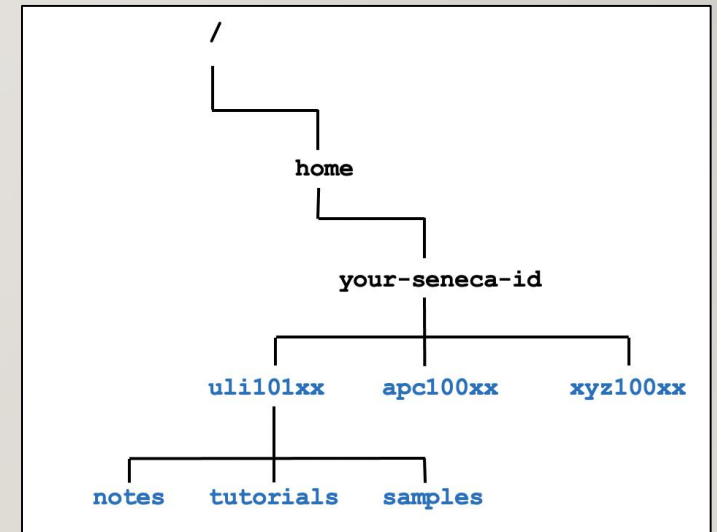 /
home
your-seneca-id
uli101xx apc100xx xyz100xx
notes tutorials samples